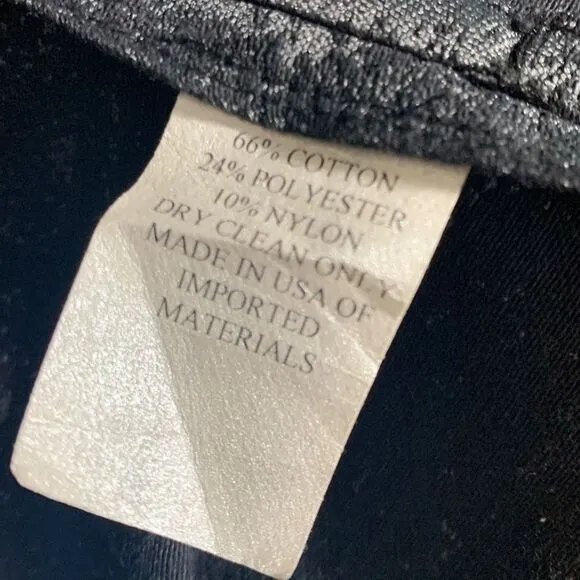 66% COTTON
24% POLYESTER
10% NYLON
DRY CLEAN ONLY
MADE IN USA OF
IMPORTED
MATERIALS